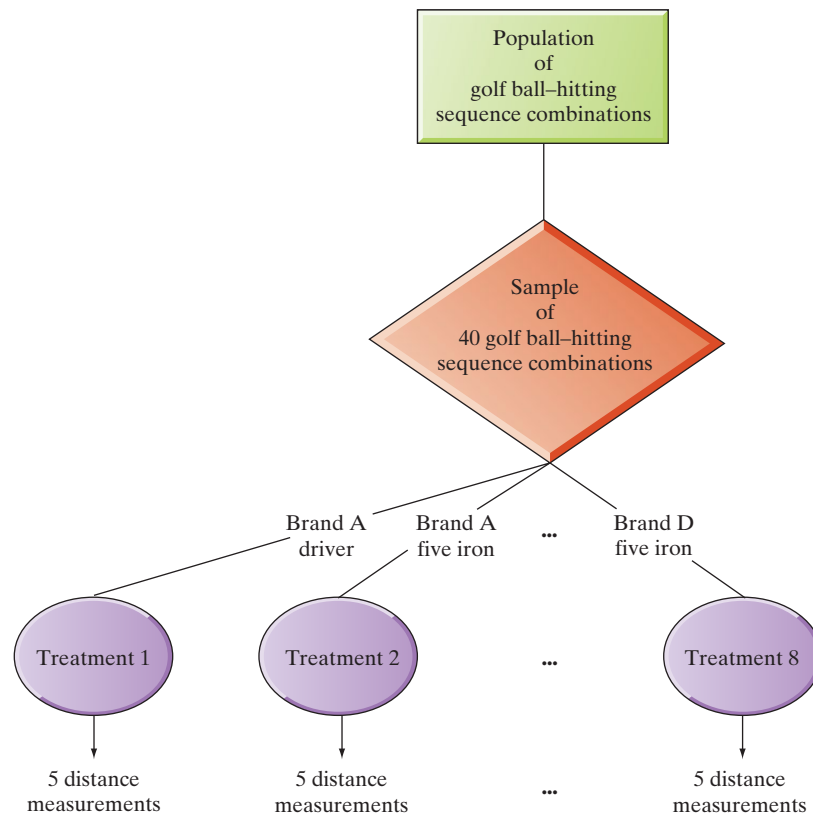 Population
of
golf ball–hitting
sequence combinations
Sample
of
40 golf ball–hitting
sequence combinations
Brand A
driver
Brand A
five iron
...
Brand D
five iron
Treatment 1
Treatment 2
...
Treatment 8
5 distance
measurements
5 distance
measurements
...
5 distance
measurements